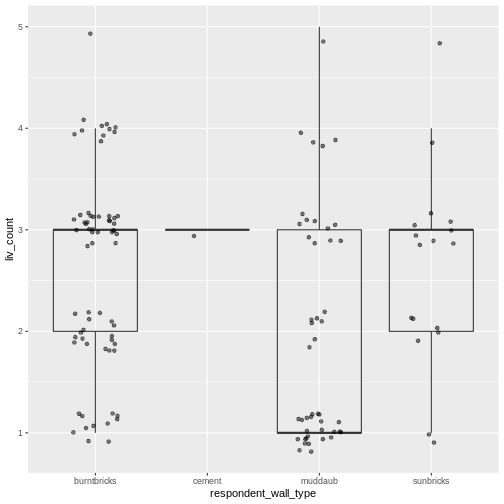 5
4
3
2
1
liv_count
burntbricks cement muddaub sunbricks
respondent_wall_type